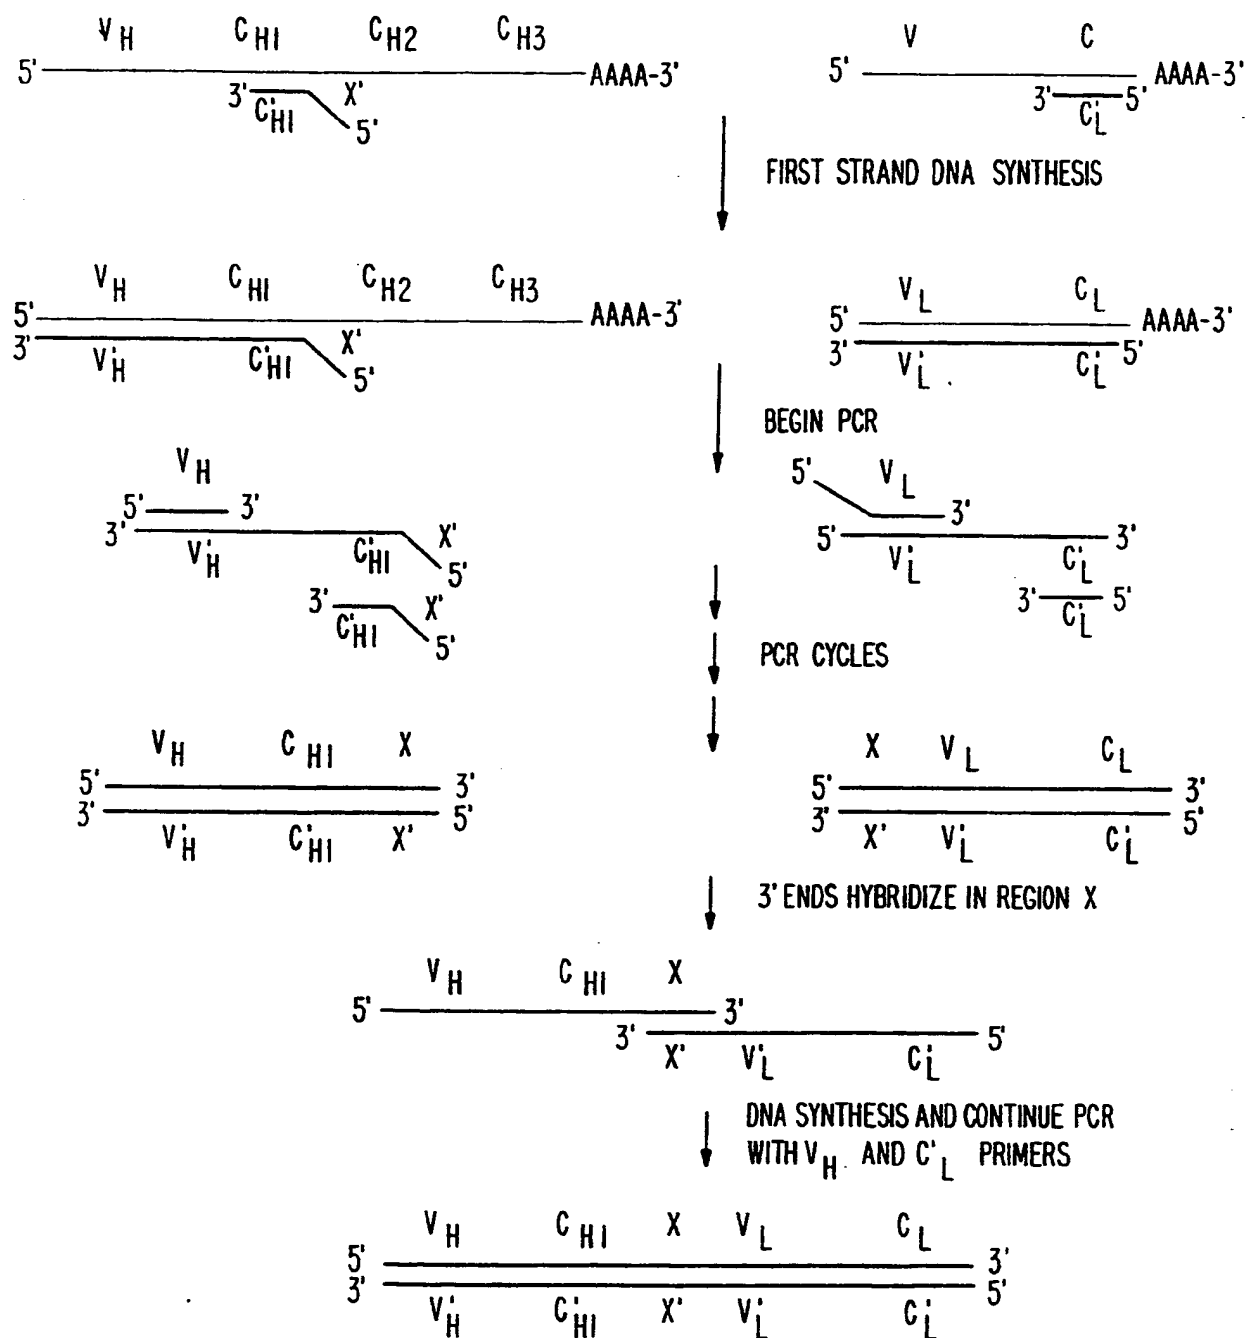 V H C H1 C H2 C H3 V C
5' AAAA-3' 5' AAAA-3'
3' C'H1 X' 5' 3' C'L 5'
FIRST STRAND DNA SYNTHESIS
V H C H1 C H2 C H3 V L C L
5' AAAA-3' 5' AAAA-3'
3' V'H C'H1 X' 5' 3' V'L C'L 5'
BEGIN PCR
V H 5' V L
5' 3' 3'
3' V'H C'H1 X' 5' 5' V'L C'L 3'
3' C'H1 X' 5' 3' C'L 5'
PCR CYCLES
V H C H1 X X V L C L
5' 3' 5' 3'
3' 5' 3' 5'
V'H C'H1 X' X' V'L C'L
3' ENDS HYBRIDIZE IN REGION X
V H C H1 X
5' 3'
3' 5'
X' V'L C'L
DNA SYNTHESIS AND CONTINUE PCR
WITH V H AND C'L PRIMERS
V H C H1 X V L C L
5' 3'
3' 5'
V'H C'H1 X' V'L C'L